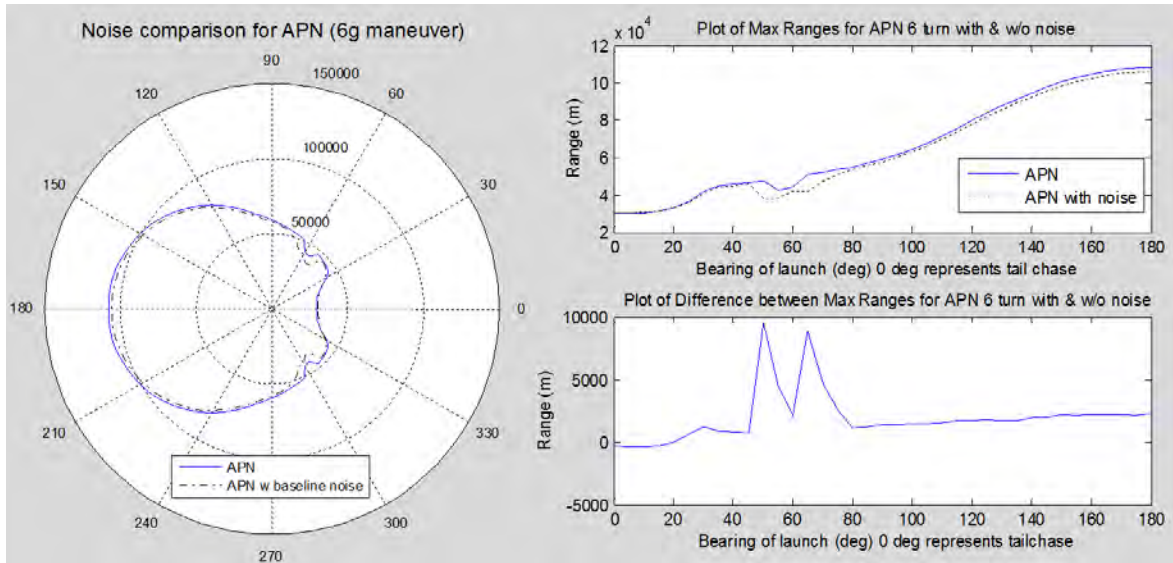 Noise comparison for APN (6g maneuver)
90
150000
120
60
100000
150
30
50000
180
0
210
330
240
300
270
APN
APN w baseline noise
Plot of Max Ranges for APN 6 turn with & w/o noise
x 10^4
12
10
8
6
4
2
Range (m)
APN
APN with noise
0 20 40 60 80 100 120 140 160 180
Bearing of launch (deg) 0 deg represents tail chase
Plot of Difference between Max Ranges for APN 6 turn with & w/o noise
10000
5000
0
-5000
Range (m)
0 20 40 60 80 100 120 140 160 180
Bearing of launch (deg) 0 deg represents tailchase